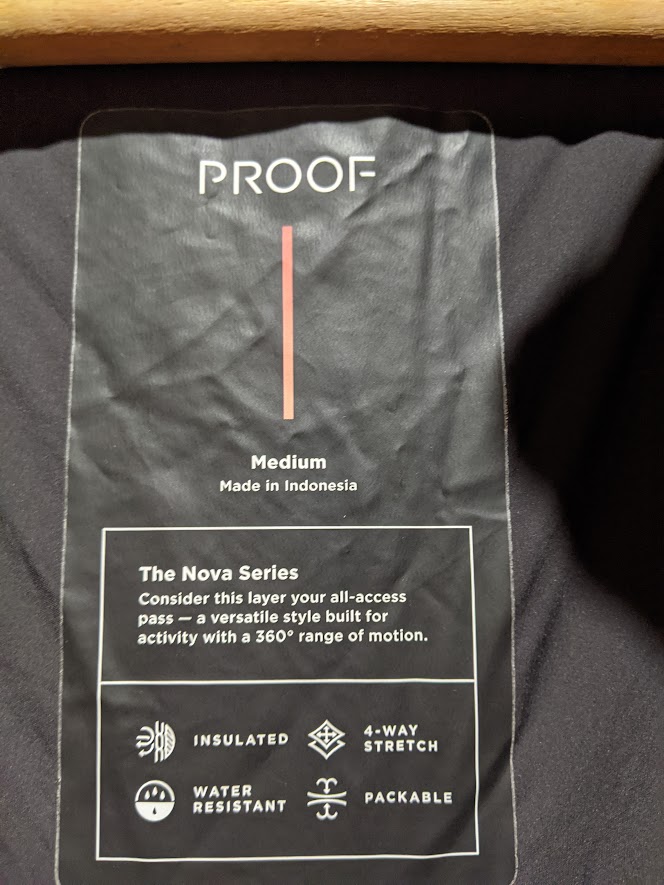 PROOF
Medium
Made in Indonesia
The Nova Series
Consider this layer your all-access
pass — a versatile style built for
activity with a 360° range of motion.
INSULATED
4-WAY
STRETCH
WATER
RESISTANT
PACKABLE